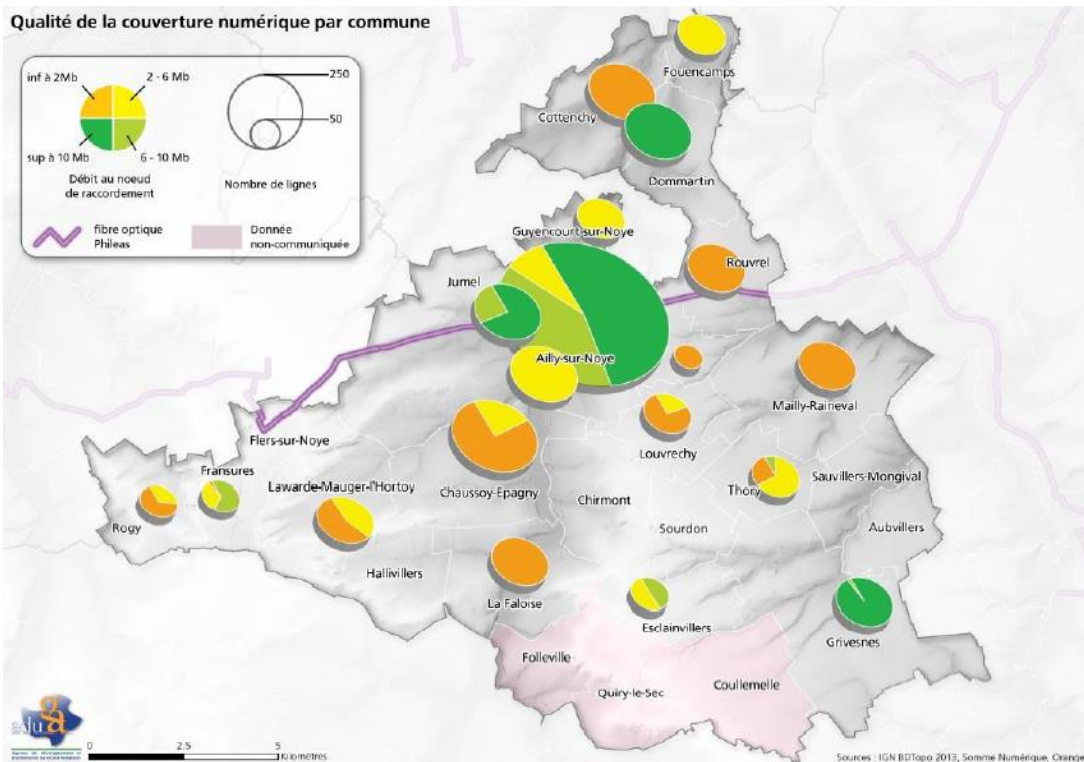 Qualité de la couverture numérique par commune
inf à 2Mb
2 - 6 Mb
250
50
sup à 10 Mb
6 - 10 Mb
Débit au noeud
de raccordement
Nombre de lignes
fibre optique
Phileas
Donnée
non-communiquée
Fouencamps
Cottenchy
Dommartin
Guyencourt-sur-Noye
Rouvrel
Jumel
Ailly-sur-Noye
Mailly-Raineval
Louvrechy
Flers-sur-Noye
Fransures
Lawarde-Mauger-l'Hortoy
Chaussoy-Epagny
Chirmont
Thory
Sauvillers-Mongival
Rogy
Sourdon
Aubvillers
Hallivillers
La Faloise
Esclainvillers
Grivesnes
Folleville
Quiry-le-Sec
Coullemelle
0
2.5
5
Kilomètres
Sources : IGN BDTopo 2013, Somme Numérique, Orange